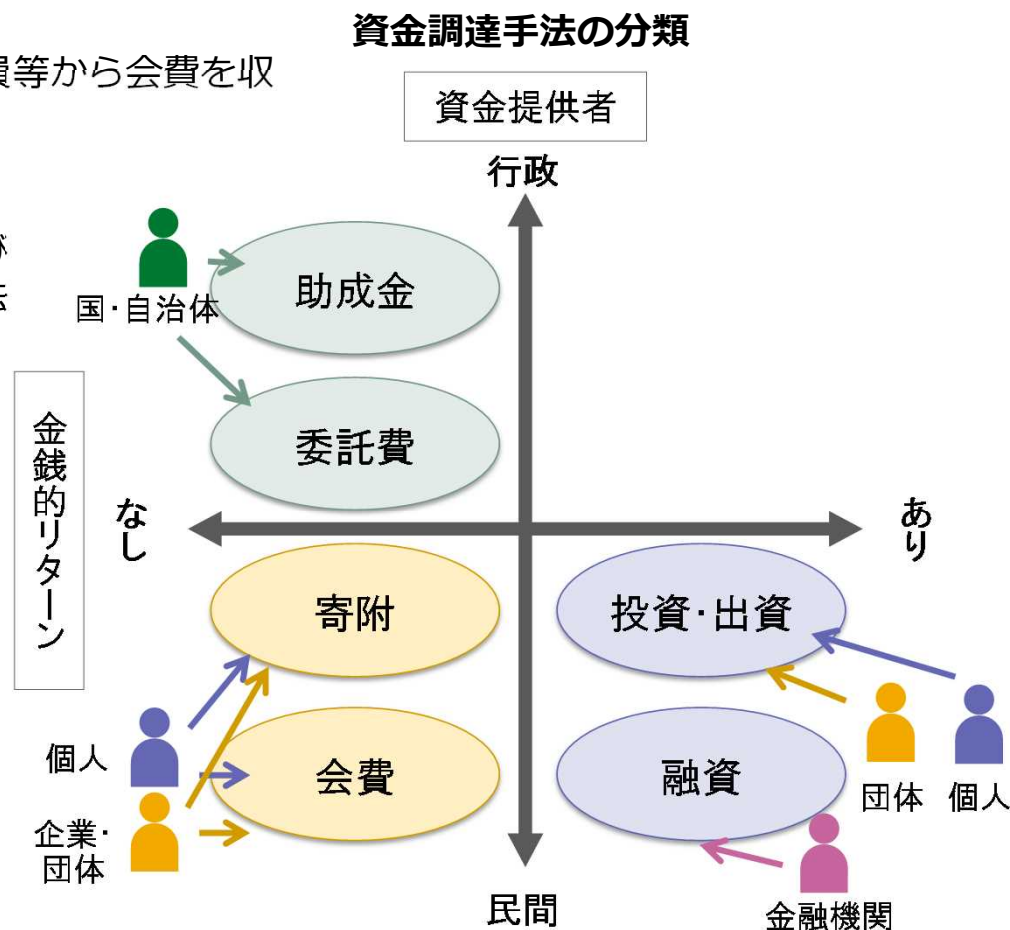 資金調達手法の分類
費等から会費を収
資金提供者
行政
国・自治体
助成金
委託費
金銭的リターン
なし
あり
寄附
投資・出資
個人
会費
融資
団体
個人
企業・
団体
民間
金融機関